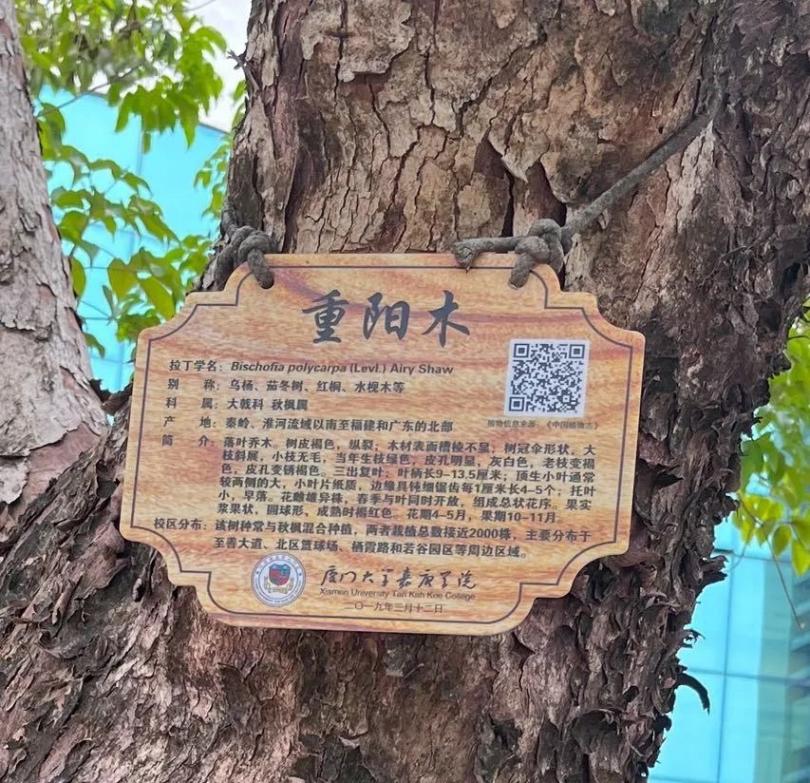 重阳木
拉丁学名：Bischofia polycarpa (Levl.) Airy Shaw
别 称：乌杨、茄冬树、红桐、水枧木等
科 属：大戟科 秋枫属
产 地：秦岭、淮河流域以南至福建和广东的北部
植物信息来源：《中国植物志》
简 介：落叶乔木。树皮褐色，纵裂；木材表面槽棱不显；树冠伞形状，大
枝斜展，小枝无毛，当年生枝绿色，皮孔明显，灰白色，老枝变褐
色，皮孔变锈褐色。三出复叶；叶柄长9-13.5厘米；顶生小叶通常
较两侧的大，小叶片纸质，边缘具钝细锯齿每1厘米长4-5个；托叶
小，早落。花雌雄异株，春季与叶同时开放，组成总状花序。果实
浆果状，圆球形，成熟时褐红色。花期4-5月，果期10-11月。
校区分布：该树种常与秋枫混合种植，两者栽植总数接近2000株，主要分布于
至善大道、北区篮球场、栖霞路和若谷园区等周边区域。
厦门大学嘉庚学院
Xiamen University Tan Kah Kee College
二〇一九年三月十二日